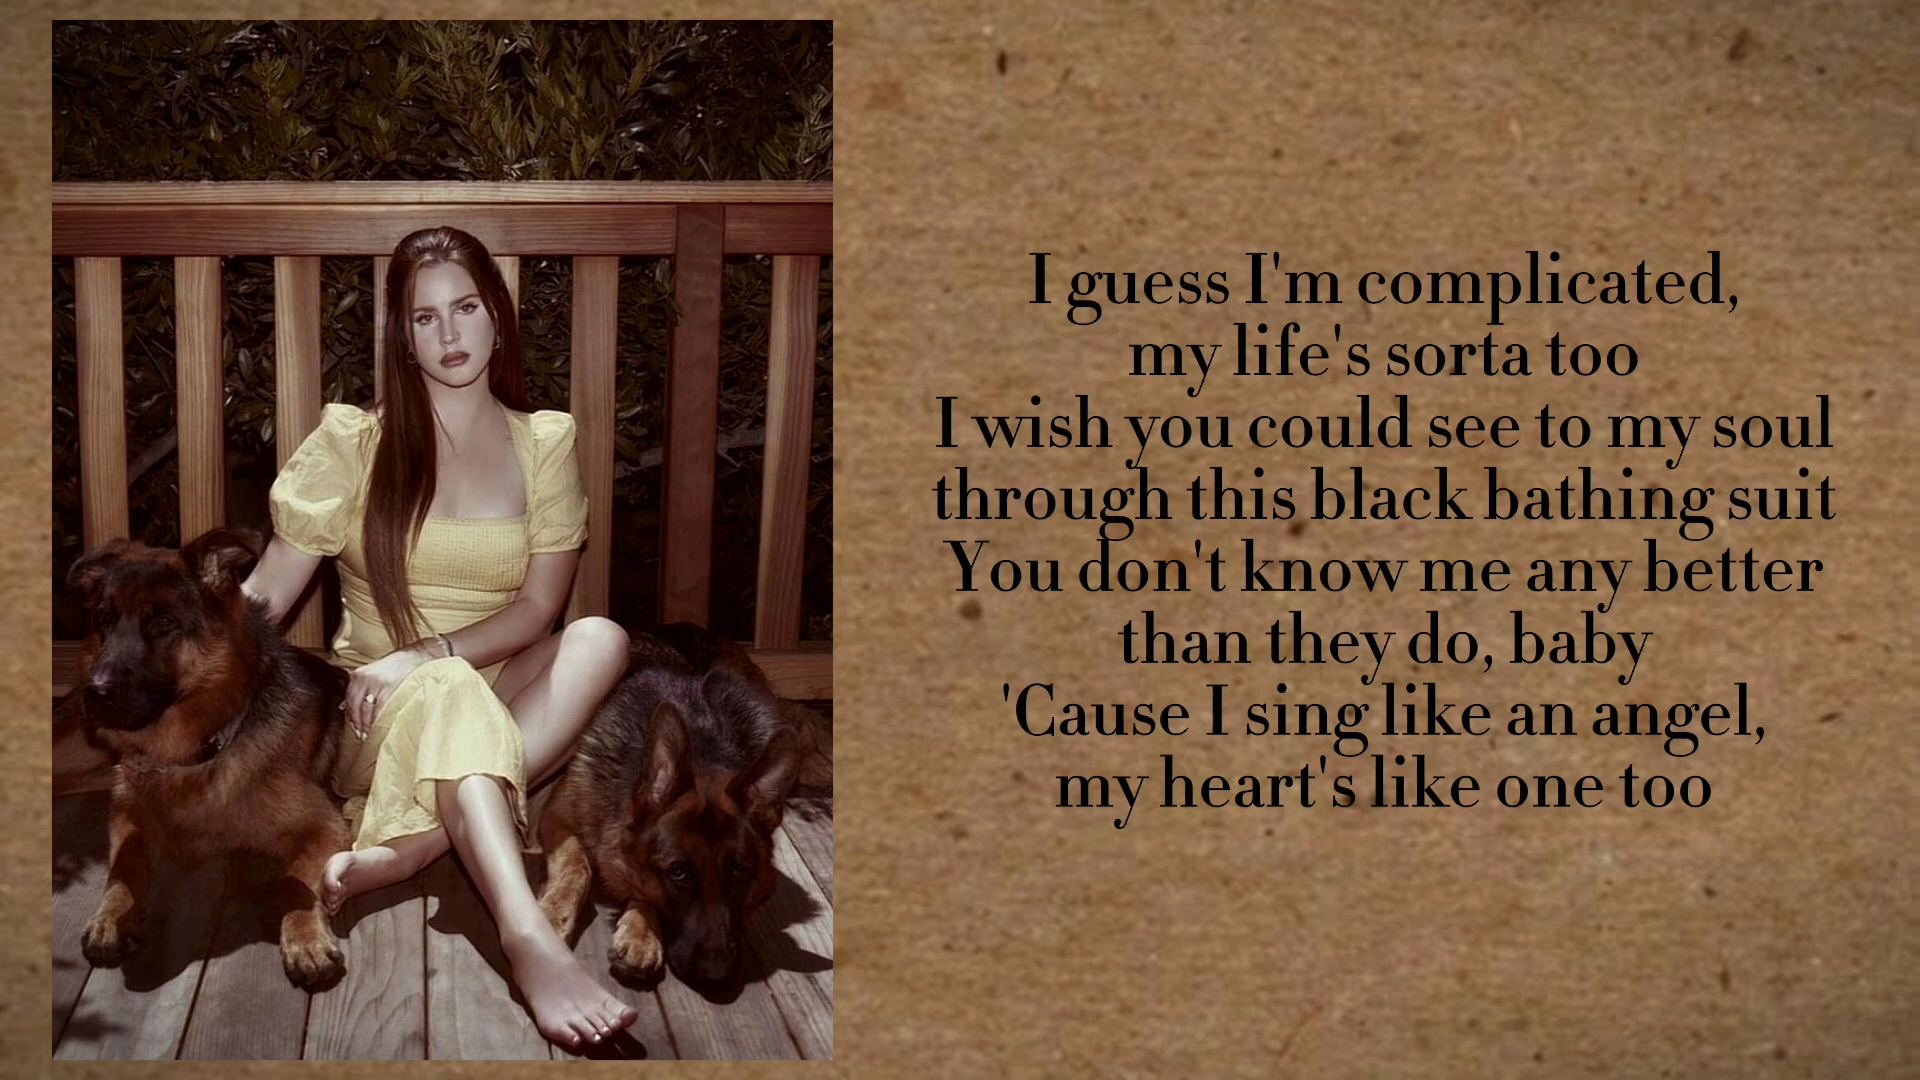 I guess I'm complicated,
my life's sorta too
I wish you could see to my soul
through this black bathing suit
You don't know me any better
than they do, baby
'Cause I sing like an angel,
my heart's like one too